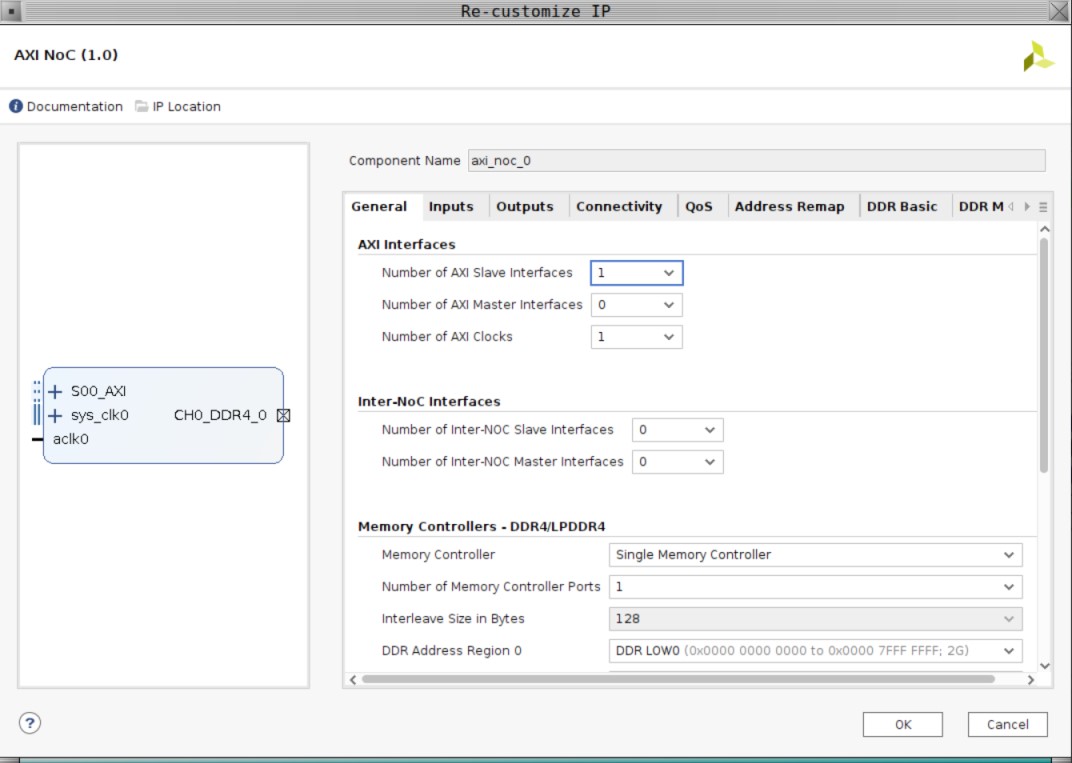 Re-customize IP
AXI NoC (1.0)
Documentation IP Location
Component Name axi_noc_0
General Inputs Outputs Connectivity QoS Address Remap DDR Basic DDR M
AXI Interfaces
Number of AXI Slave Interfaces 1
Number of AXI Master Interfaces 0
Number of AXI Clocks 1
Inter-NoC Interfaces
Number of Inter-NOC Slave Interfaces 0
Number of Inter-NOC Master Interfaces 0
Memory Controllers - DDR4/LPDDR4
Memory Controller Single Memory Controller
Number of Memory Controller Ports 1
Interleave Size in Bytes 128
DDR Address Region 0 DDR LOW0 (0x0000 0000 0000 to 0x0000 7FFF FFFF; 2G)
S00_AXI
sys_clk0 CH0_DDR4_0
aclk0
? OK Cancel